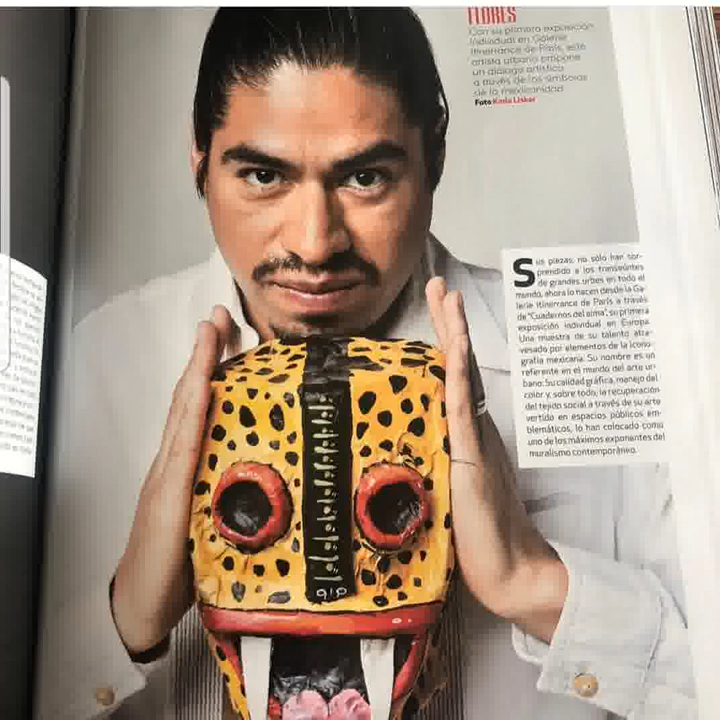 FLORES
Con su primera exposición
individual en Galerie
Itinerrance de París, este
artista urbano propone
un diálogo artístico
a través de los símbolos
de la mexicanidad
Foto Karla Lisker
Sus piezas, no sólo han sor-
prendido a los transeúntes
de grandes urbes en todo el
mundo, ahora lo hacen desde la Ga-
lerie Itinerrance de París a través
de "Cuadernos del alma", su primera
exposición individual en Europa.
Una muestra de su talento atra-
vesado por elementos de la icono-
grafía mexicana. Su nombre es un
referente en el mundo del arte ur-
bano. Su calidad gráfica, manejo del
color y, sobre todo, la recuperación
del tejido social a través de su arte
vertido en espacios públicos em-
blemáticos, lo han colocado como
uno de los máximos exponentes del
muralismo contemporáneo.